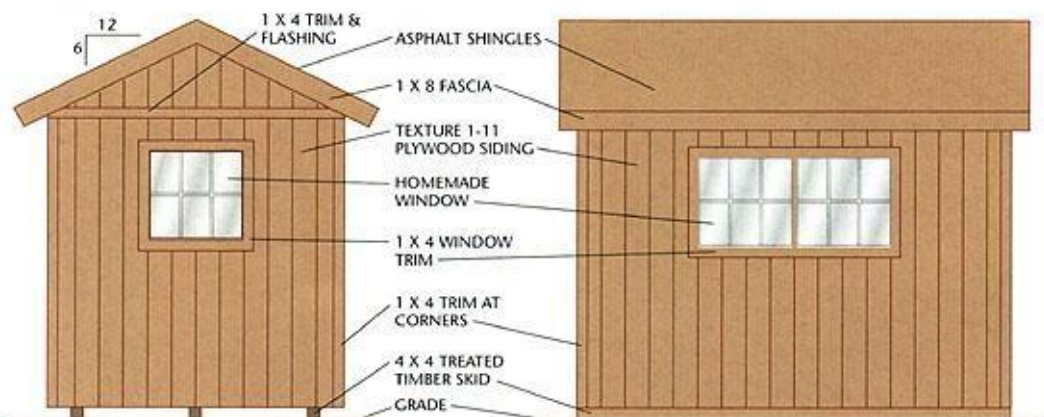 12
6
1 X 4 TRIM &
FLASHING
ASPHALT SHINGLES
1 X 8 FASCIA
TEXTURE 1-11
PLYWOOD SIDING
HOMEMADE
WINDOW
1 X 4 WINDOW
TRIM
1 X 4 TRIM AT
CORNERS
4 X 4 TREATED
TIMBER SKID
GRADE